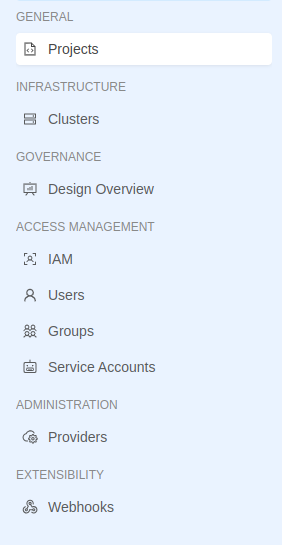 GENERAL
Projects
INFRASTRUCTURE
Clusters
GOVERNANCE
Design Overview
ACCESS MANAGEMENT
IAM
Users
Groups
Service Accounts
ADMINISTRATION
Providers
EXTENSIBILITY
Webhooks